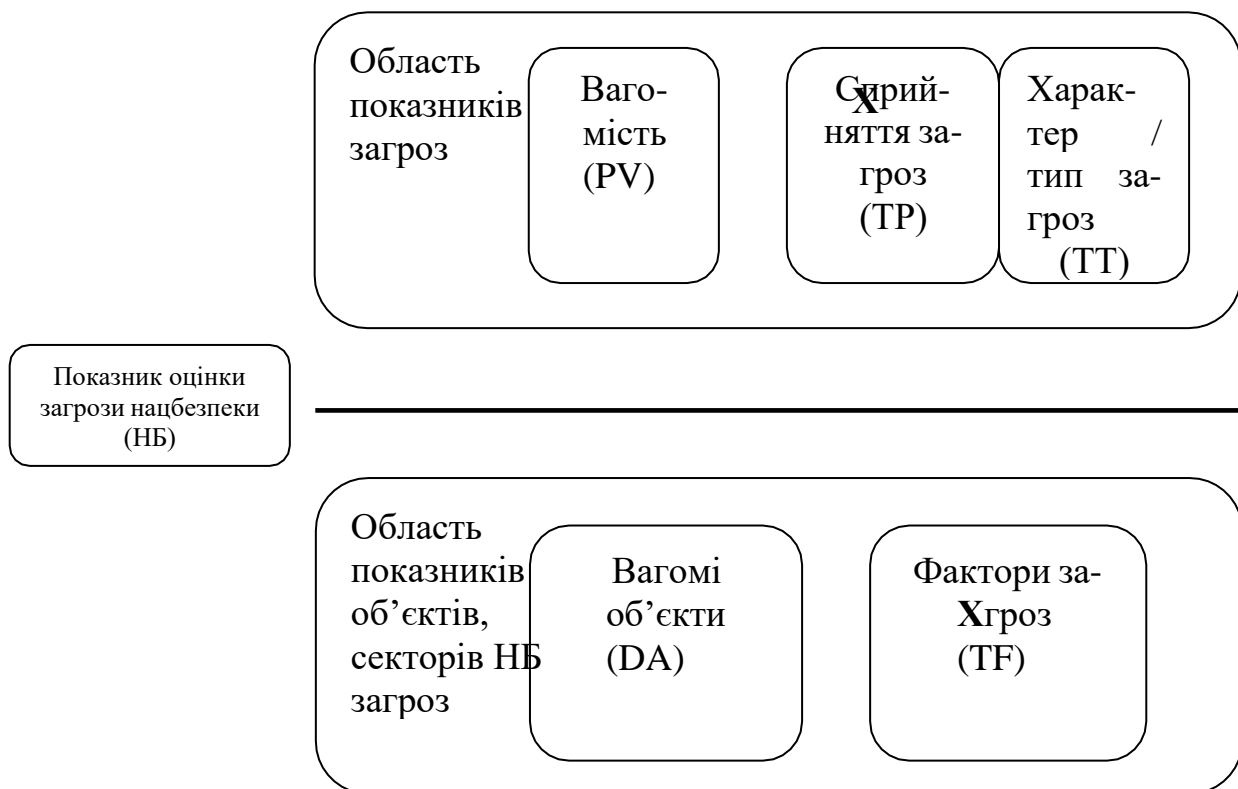 Область
показників
загроз
Ваго-
мість
(PV)
Сприй-
няття за-
гроз
(TP)
X
Харак-
тер /
тип за-
гроз
(TT)
Показник оцінки
загрози нацбезпеки
(НБ)
Область
показників
об’єктів,
секторів НБ
загроз
Вагомі
об’єкти
(DA)
X
Фактори за-
гроз
(TF)